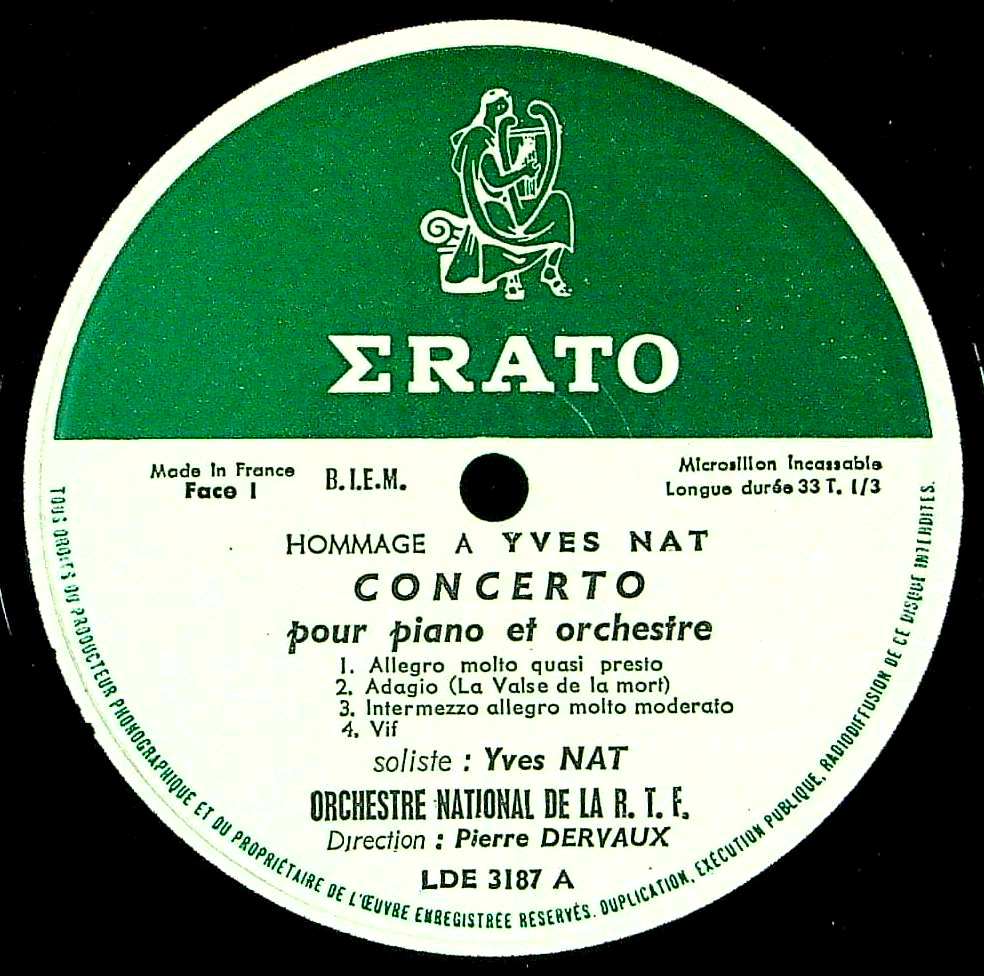 ΣRATO
Made in France
Face 1
B.I.E.M.
Microsillon Incassable
Longue durée 33 T. 1/3
HOMMAGE A YVES NAT
CONCERTO
pour piano et orchestre
1. Allegro molto quasi presto
2. Adagio (La Valse de la mort)
3. Intermezzo allegro molto moderato
4. Vif
soliste : Yves NAT
ORCHESTRE NATIONAL DE LA R. T. F.
Direction : Pierre DERVAUX
LDE 3187 A
TOUS DROITS DU PRODUCTEUR PHONOGRAPHIQUE ET DU PROPRIÉTAIRE DE L'ŒUVRE ENREGISTRÉE RESERVÉS. DUPLICATION, EXÉCUTION PUBLIQUE, RADIODIFFUSION DE CE DISQUE INTERDITES.